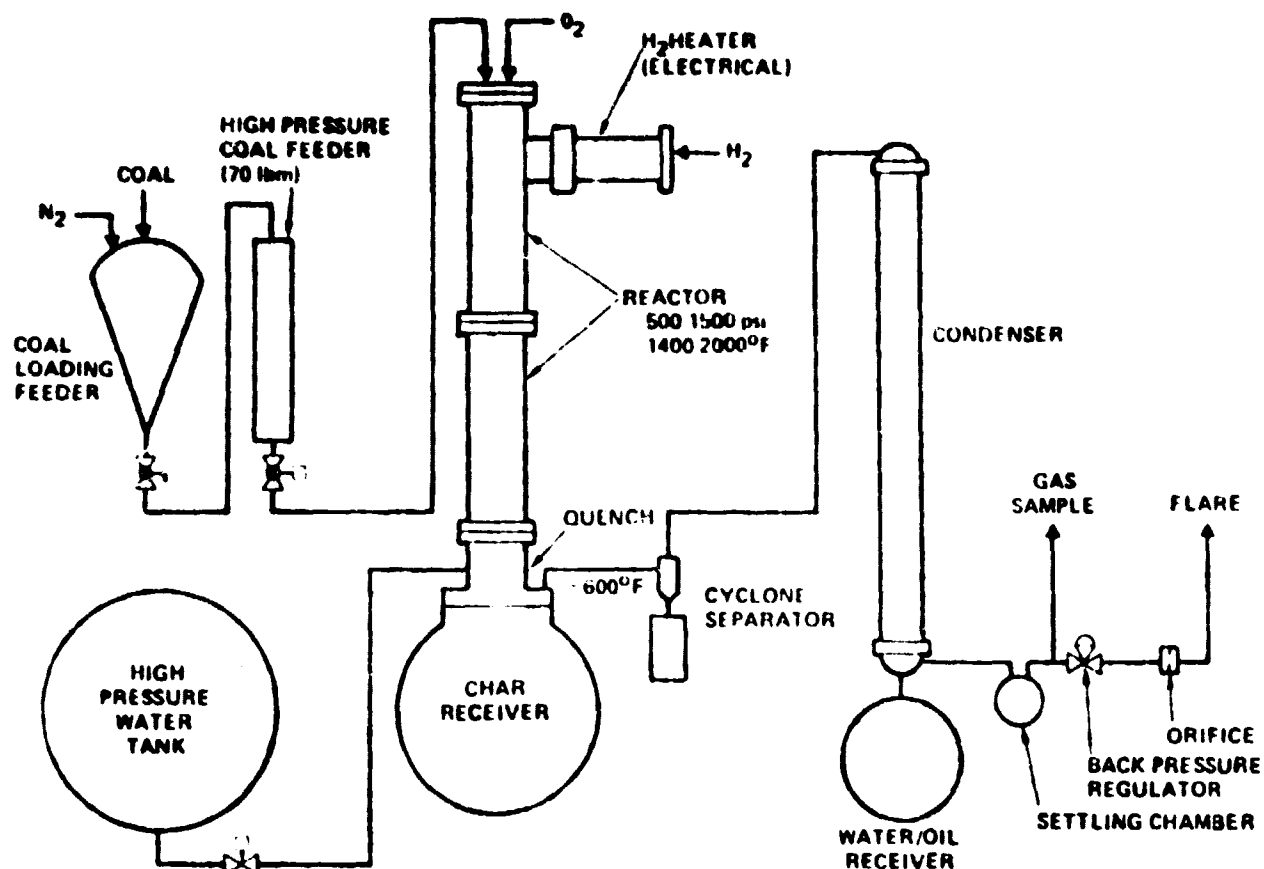 O₂
H₂HEATER
(ELECTRICAL)
H₂
HIGH PRESSURE
COAL FEEDER
(70 lbm)
COAL
N₂
COAL
LOADING
FEEDER
REACTOR
500 1500 psi
1400 2000°F
CONDENSER
QUENCH
600°F
CYCLONE
SEPARATOR
GAS
SAMPLE
FLARE
HIGH
PRESSURE
WATER
TANK
CHAR
RECEIVER
ORIFICE
BACK PRESSURE
REGULATOR
SETTLING CHAMBER
WATER/OIL
RECEIVER